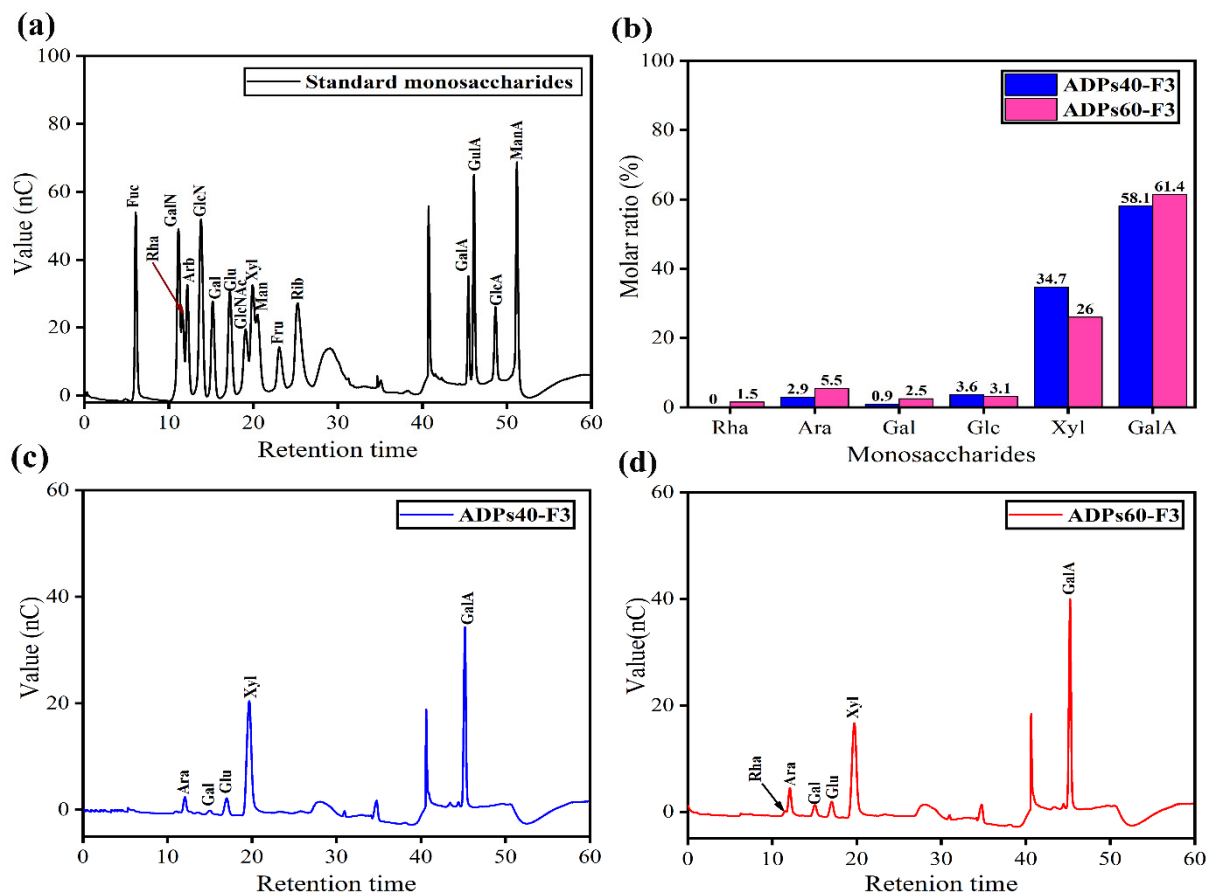 (a)
Standard monosaccharides
Value (nC)
100
80
60
40
20
0
0
10
20
30
40
50
60
Retention time
Fuc
Rha
GalN
Arb
GlcN
Gal
Glu
GlcNAc
Xyl
Man
Fru
Rib
GalA
GulA
GlcA
ManA
(b)
ADPs40-F3
ADPs60-F3
Molar ratio (%)
100
80
60
40
20
0
0
1.5
2.9
5.5
0.9
2.5
3.6
3.1
34.7
26
58.1
61.4
Rha
Ara
Gal
Glc
Xyl
GalA
Monosaccharides
(c)
ADPs40-F3
Value (nC)
60
40
20
0
0
10
20
30
40
50
60
Retention time
Ara
Gal
Glu
Xyl
GalA
(d)
ADPs60-F3
Value(nC)
60
40
20
0
0
10
20
30
40
50
60
Retenion time
Rha
Ara
Gal
Glu
Xyl
GalA